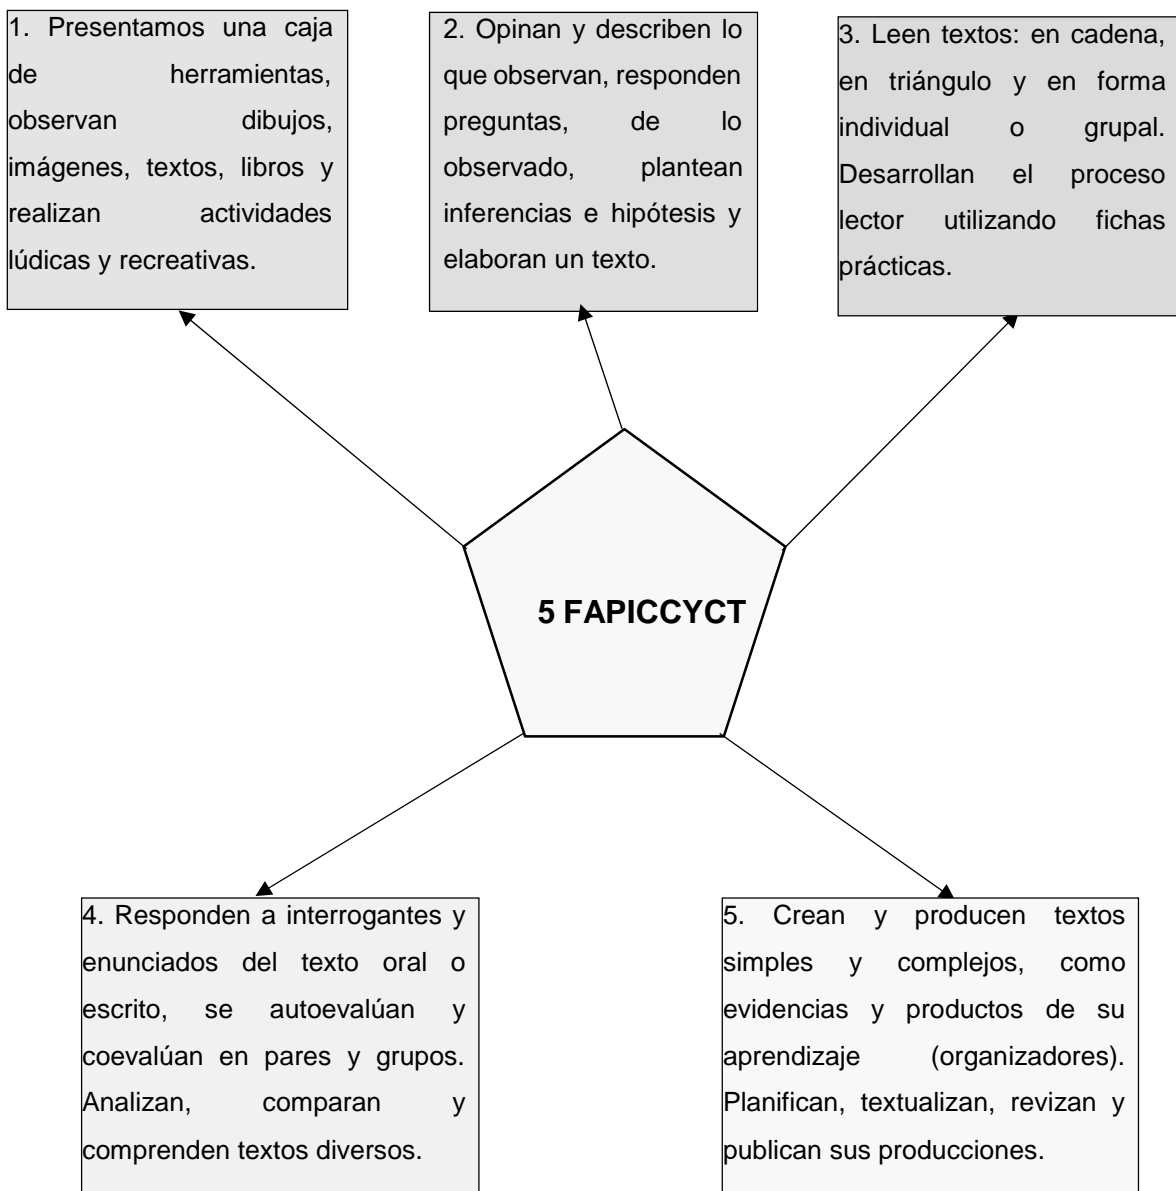 1. Presentamos una caja
de herramientas,
observan dibujos,
imágenes, textos, libros y
realizan actividades
lúdicas y recreativas.
2. Opinan y describen lo
que observan, responden
preguntas, de lo
observado, plantean
inferencias e hipótesis y
elaboran un texto.
3. Leen textos: en cadena,
en triángulo y en forma
individual o grupal.
Desarrollan el proceso
lector utilizando fichas
prácticas.
5 FAPICCYCT
4. Responden a interrogantes y
enunciados del texto oral o
escrito, se autoevalúan y
coevalúan en pares y grupos.
Analizan, comparan y
comprenden textos diversos.
5. Crean y producen textos
simples y complejos, como
evidencias y productos de su
aprendizaje (organizadores).
Planifican, textualizan, revizan y
publican sus producciones.